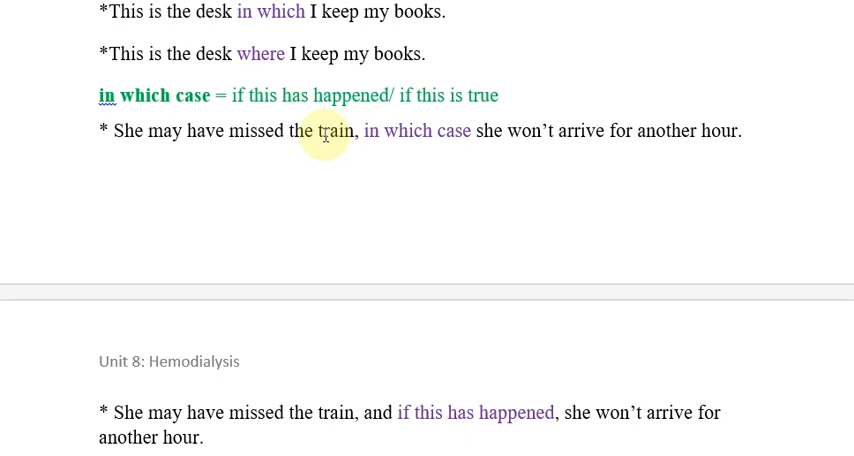 *This is the desk in which I keep my books.
*This is the desk where I keep my books.
in which case = if this has happened/ if this is true
* She may have missed the train, in which case she won’t arrive for another hour.
Unit 8: Hemodialysis
* She may have missed the train, and if this has happened, she won’t arrive for
another hour.